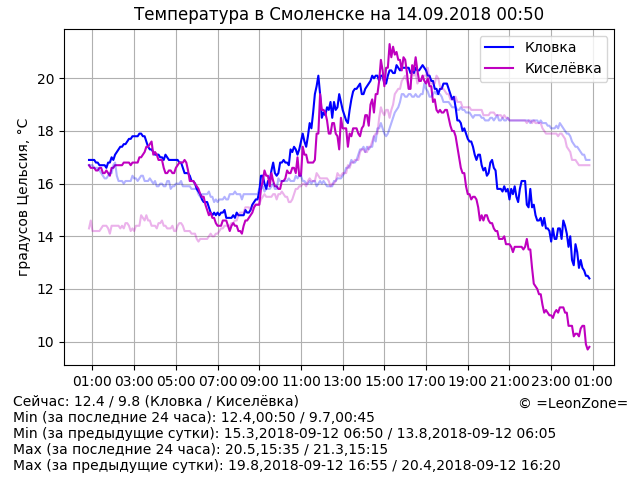 Температура в Смоленске на 14.09.2018 00:50
Кловка
Киселёвка
градусов Цельсия, °C
20
18
16
14
12
10
01:00 03:00 05:00 07:00 09:00 11:00 13:00 15:00 17:00 19:00 21:00 23:00 01:00
Сейчас: 12.4 / 9.8 (Кловка / Киселёвка)
© =LeonZone=
Min (за последние 24 часа): 12.4,00:50 / 9.7,00:45
Min (за предыдущие сутки): 15.3,2018-09-12 06:50 / 13.8,2018-09-12 06:05
Max (за последние 24 часа): 20.5,15:35 / 21.3,15:15
Max (за предыдущие сутки): 19.8,2018-09-12 16:55 / 20.4,2018-09-12 16:20